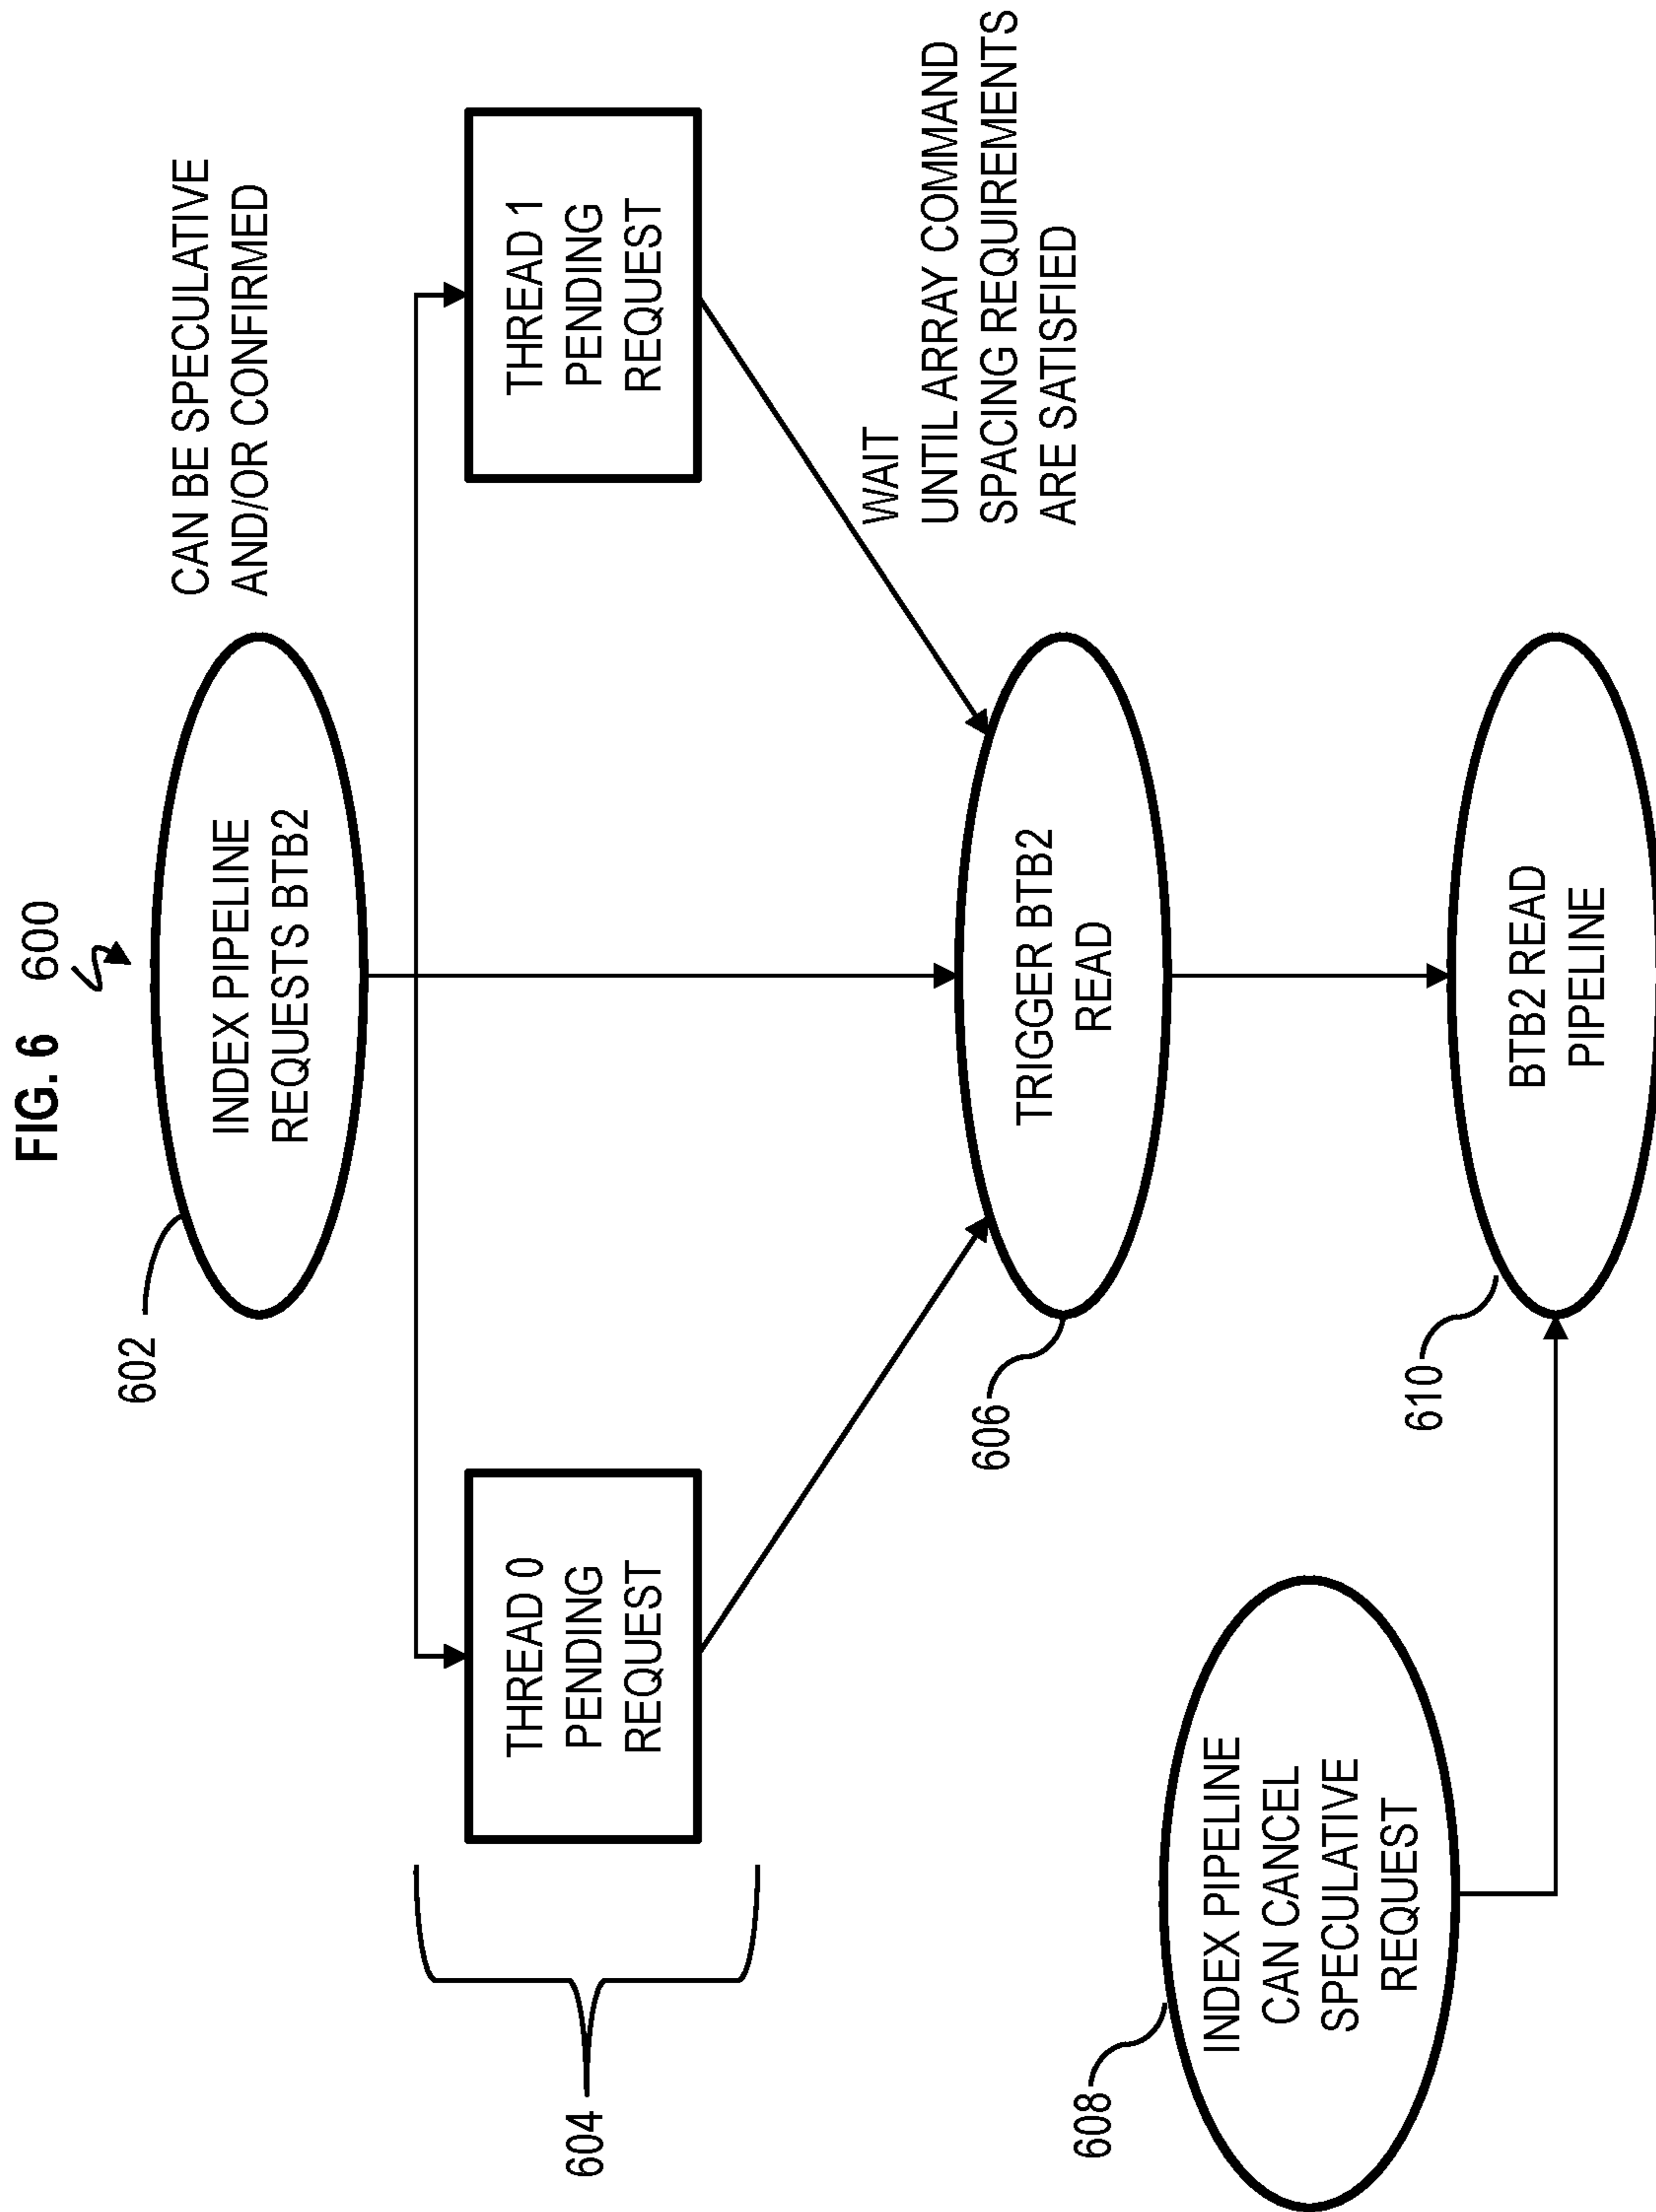 FIG. 6 600
602
INDEX PIPELINE
REQUESTS BTB2
CAN BE SPECULATIVE
AND/OR CONFIRMED
604
THREAD 0
PENDING
REQUEST
THREAD 1
PENDING
REQUEST
WAIT
UNTIL ARRAY COMMAND
SPACING REQUIREMENTS
ARE SATISFIED
606
TRIGGER BTB2
READ
608
INDEX PIPELINE
CAN CANCEL
SPECULATIVE
REQUEST
610
BTB2 READ
PIPELINE